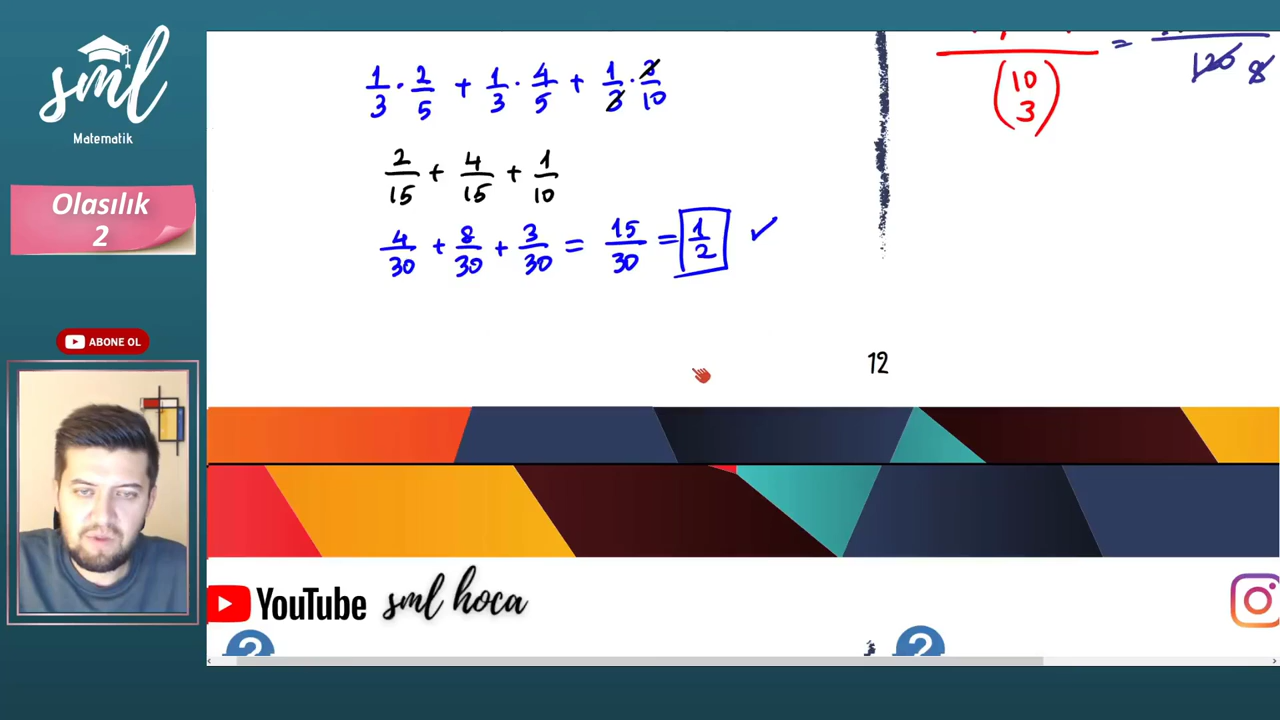 sml
Matematik
Olasılık
2
ABONE OL
1/3 · 2/5 + 1/3 · 4/5 + 1/3 · 3/10
2/15 + 4/15 + 1/10
4/30 + 8/30 + 3/30 = 15/30 = 1/2 ✓
(10 3) =
120 8
12
YouTube sml hoca
? ?